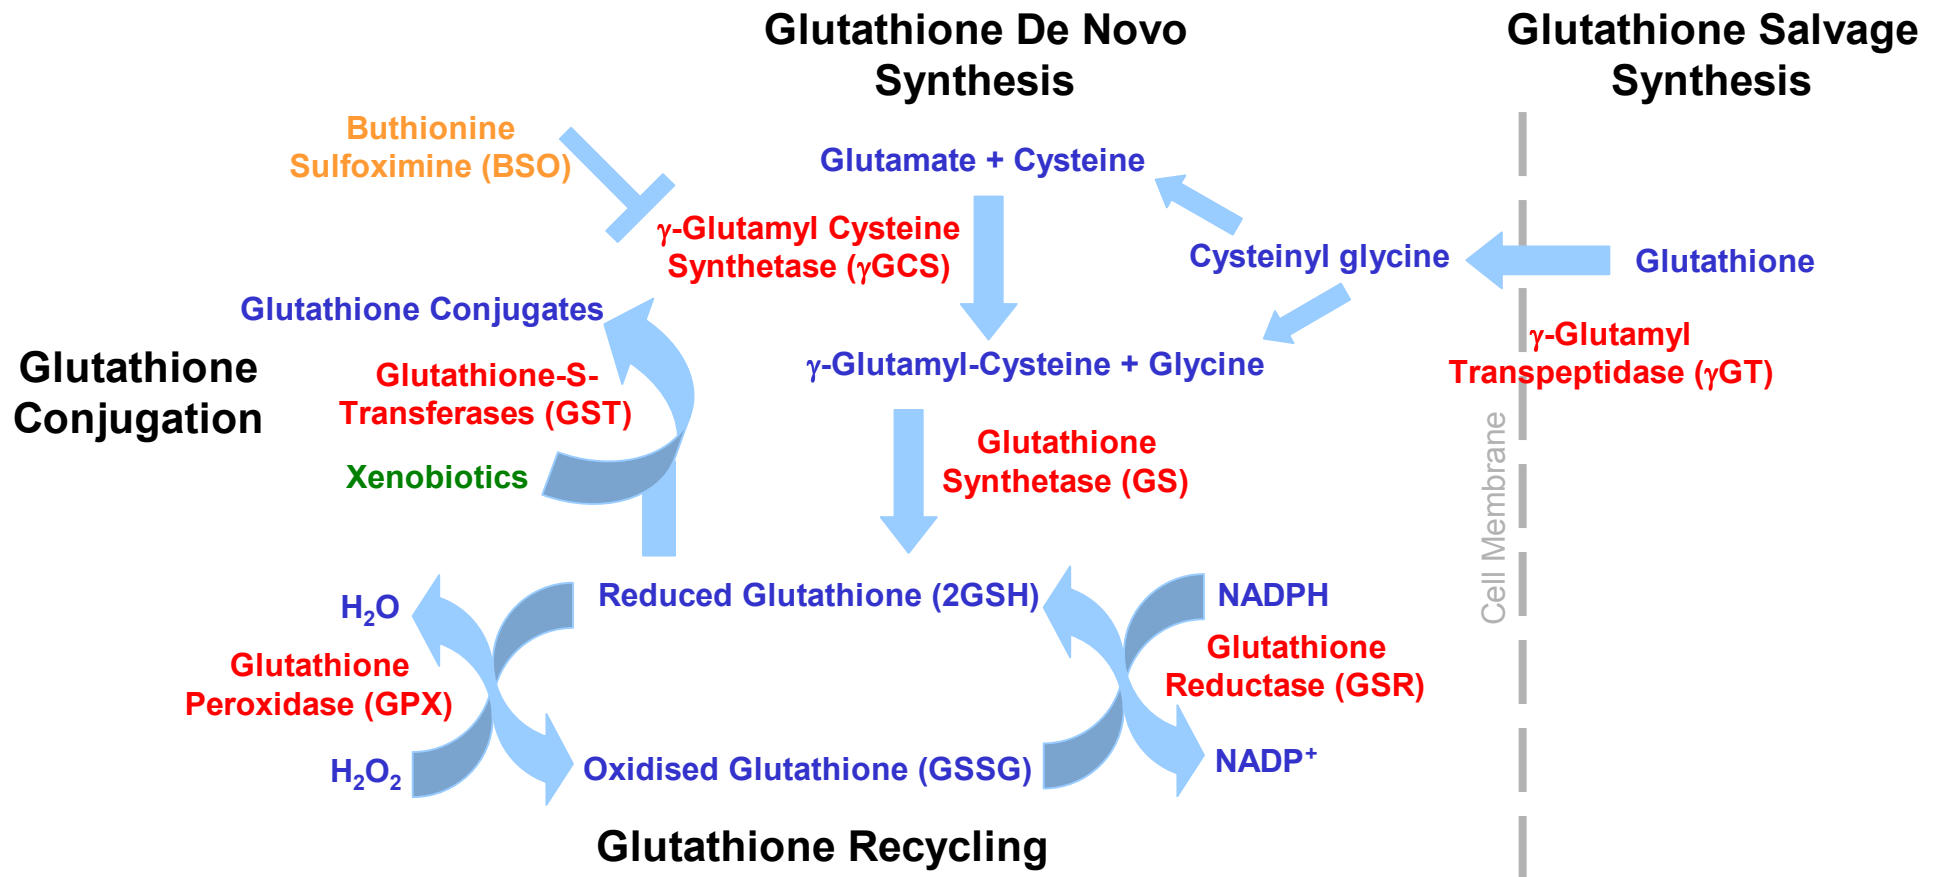 Glutathione De Novo
Synthesis
Glutathione Salvage
Synthesis
Buthionine
Sulfoximine (BSO)
Glutamate + Cysteine
γ-Glutamyl Cysteine
Synthetase (γGCS)
Cysteinyl glycine
Glutathione
Glutathione Conjugates
γ-Glutamyl
Transpeptidase (γGT)
Glutathione
Conjugation
Glutathione-S-
Transferases (GST)
γ-Glutamyl-Cysteine + Glycine
Xenobiotics
Glutathione
Synthetase (GS)
Cell Membrane
H₂O
Reduced Glutathione (2GSH)
NADPH
Glutathione
Peroxidase (GPX)
Glutathione
Reductase (GSR)
H₂O₂
Oxidised Glutathione (GSSG)
NADP⁺
Glutathione Recycling